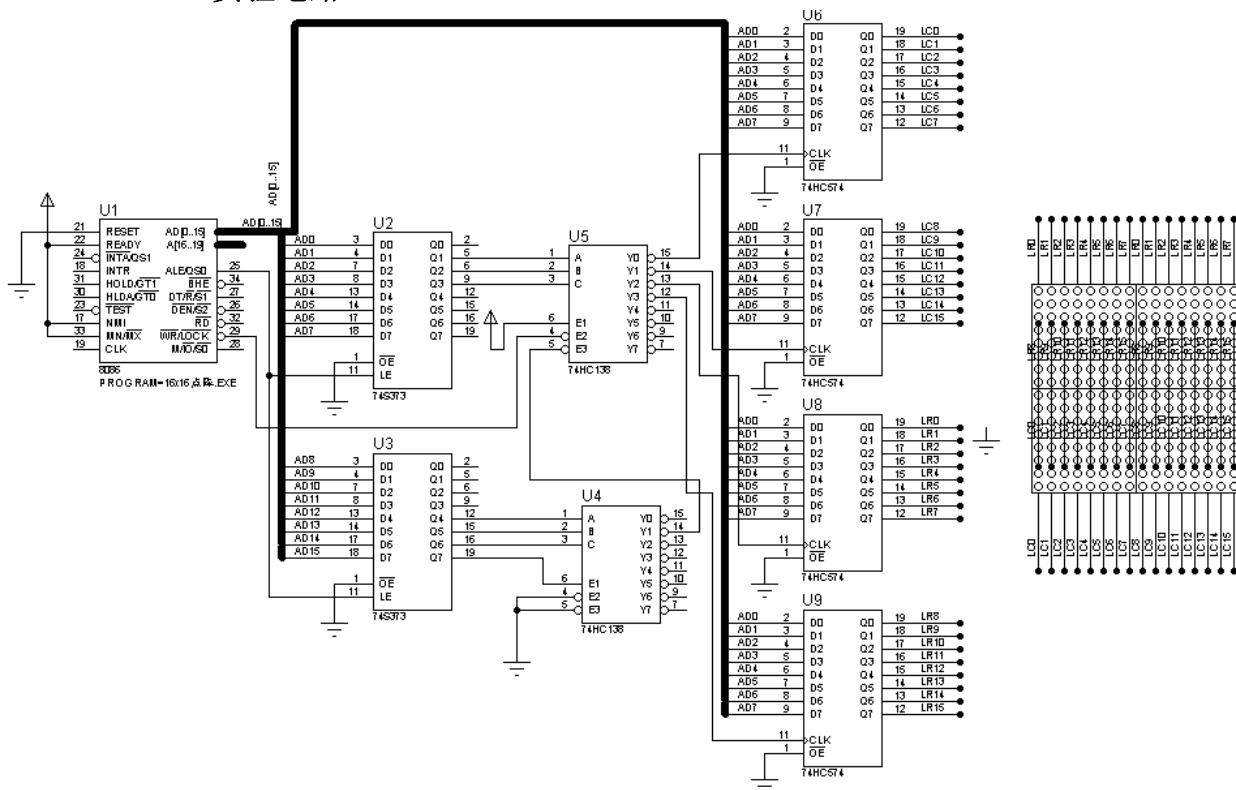 U6
AD0 2 D0 Q0 19 LC0
AD1 3 D1 Q1 18 LC1
AD2 4 D2 Q2 17 LC2
AD3 5 D3 Q3 16 LC3
AD4 6 D4 Q4 15 LC4
AD5 7 D5 Q5 14 LC5
AD6 8 D6 Q6 13 LC6
AD7 9 D7 Q7 12 LC7
11 CLK
1 OE
74HC574
AD[0..15]
U1
21 RESET AD[0..15] AD[0..15]
22 READY A[16..19]
24 INTA/QS1
18 INTR ALE/QS0 25
31 HOLD/GT1 BHE 34
30 HLDA/GT0 DT/R/S1 27
23 TEST DEN/S2 26
17 NMI RD 32
33 MN/MX WR/LOCK 29
19 CLK M/IO/S0 28
8086
PROGRAM=16x16点阵.EXE
U2
AD0 3 D0 Q0 2
AD1 4 D1 Q1 5
AD2 7 D2 Q2 6
AD3 8 D3 Q3 9
AD4 13 D4 Q4 12
AD5 14 D5 Q5 15
AD6 17 D6 Q6 16
AD7 18 D7 Q7 19
1 OE
11 LE
74S373
U5
1 A Y0 15
2 B Y1 14
3 C Y2 13
Y3 12
Y4 11
6 E1 Y5 10
4 E2 Y6 9
5 E3 Y7 7
74HC138
U7
AD0 2 D0 Q0 19 LC8
AD1 3 D1 Q1 18 LC9
AD2 4 D2 Q2 17 LC10
AD3 5 D3 Q3 16 LC11
AD4 6 D4 Q4 15 LC12
AD5 7 D5 Q5 14 LC13
AD6 8 D6 Q6 13 LC14
AD7 9 D7 Q7 12 LC15
11 CLK
1 OE
74HC574
U3
AD8 3 D0 Q0 2
AD9 4 D1 Q1 5
AD10 7 D2 Q2 6
AD11 8 D3 Q3 9
AD12 13 D4 Q4 12
AD13 14 D5 Q5 15
AD14 17 D6 Q6 16
AD15 18 D7 Q7 19
1 OE
11 LE
74S373
U4
1 A Y0 15
2 B Y1 14
3 C Y2 13
Y3 12
Y4 11
6 E1 Y5 10
4 E2 Y6 9
5 E3 Y7 7
74HC138
U8
AD0 2 D0 Q0 19 LR0
AD1 3 D1 Q1 18 LR1
AD2 4 D2 Q2 17 LR2
AD3 5 D3 Q3 16 LR3
AD4 6 D4 Q4 15 LR4
AD5 7 D5 Q5 14 LR5
AD6 8 D6 Q6 13 LR6
AD7 9 D7 Q7 12 LR7
11 CLK
1 OE
74HC574
U9
AD0 2 D0 Q0 19 LR8
AD1 3 D1 Q1 18 LR9
AD2 4 D2 Q2 17 LR10
AD3 5 D3 Q3 16 LR11
AD4 6 D4 Q4 15 LR12
AD5 7 D5 Q5 14 LR13
AD6 8 D6 Q6 13 LR14
AD7 9 D7 Q7 12 LR15
11 CLK
1 OE
74HC574
LR0 LR1 LR2 LR3 LR4 LR5 LR6 LR7 LR0 LR1 LR2 LR3 LR4 LR5 LR6 LR7
LC0 LC1 LC2 LC3 LC4 LC5 LC6 LC7 LC8 LC9 LC10 LC11 LC12 LC13 LC14 LC15